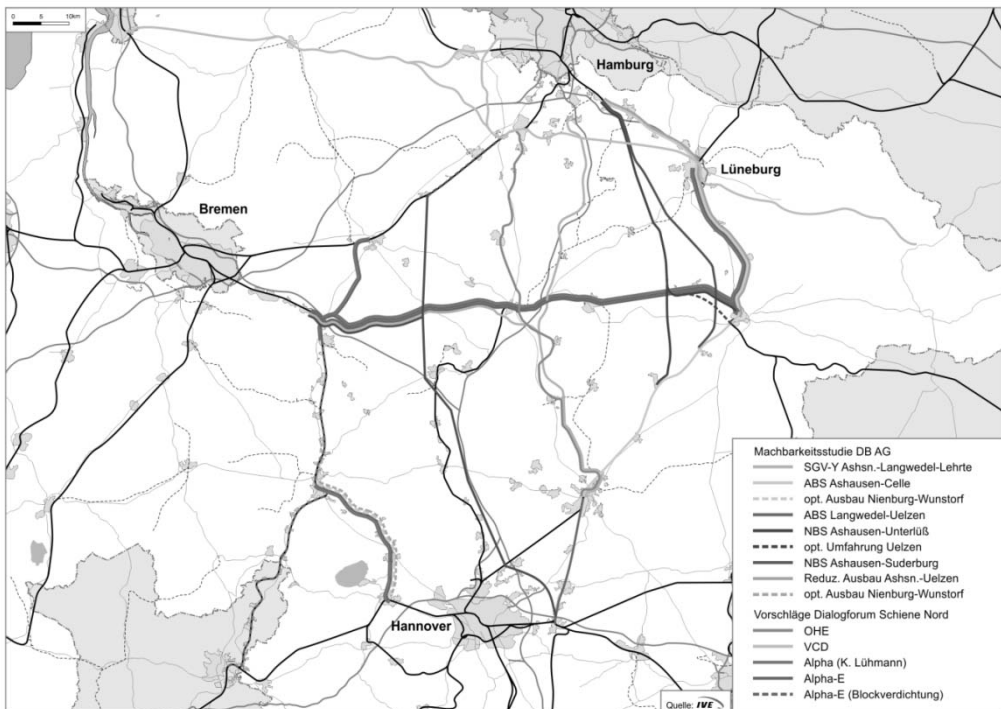 0 5 10km
Hamburg
Lüneburg
Bremen
Hannover
Machbarkeitsstudie DB AG
SGV-Y Ashsn.-Langwedel-Lehrte
ABS Ashausen-Celle
opt. Ausbau Nienburg-Wunstorf
ABS Langwedel-Uelzen
NBS Ashausen-Unterlüß
opt. Umfahrung Uelzen
NBS Ashausen-Suderburg
Reduz. Ausbau Ashsn.-Uelzen
opt. Ausbau Nienburg-Wunstorf
Vorschläge Dialogforum Schiene Nord
OHE
VCD
Alpha (K. Lühmann)
Alpha-E
Alpha-E (Blockverdichtung)
Quelle: IVE